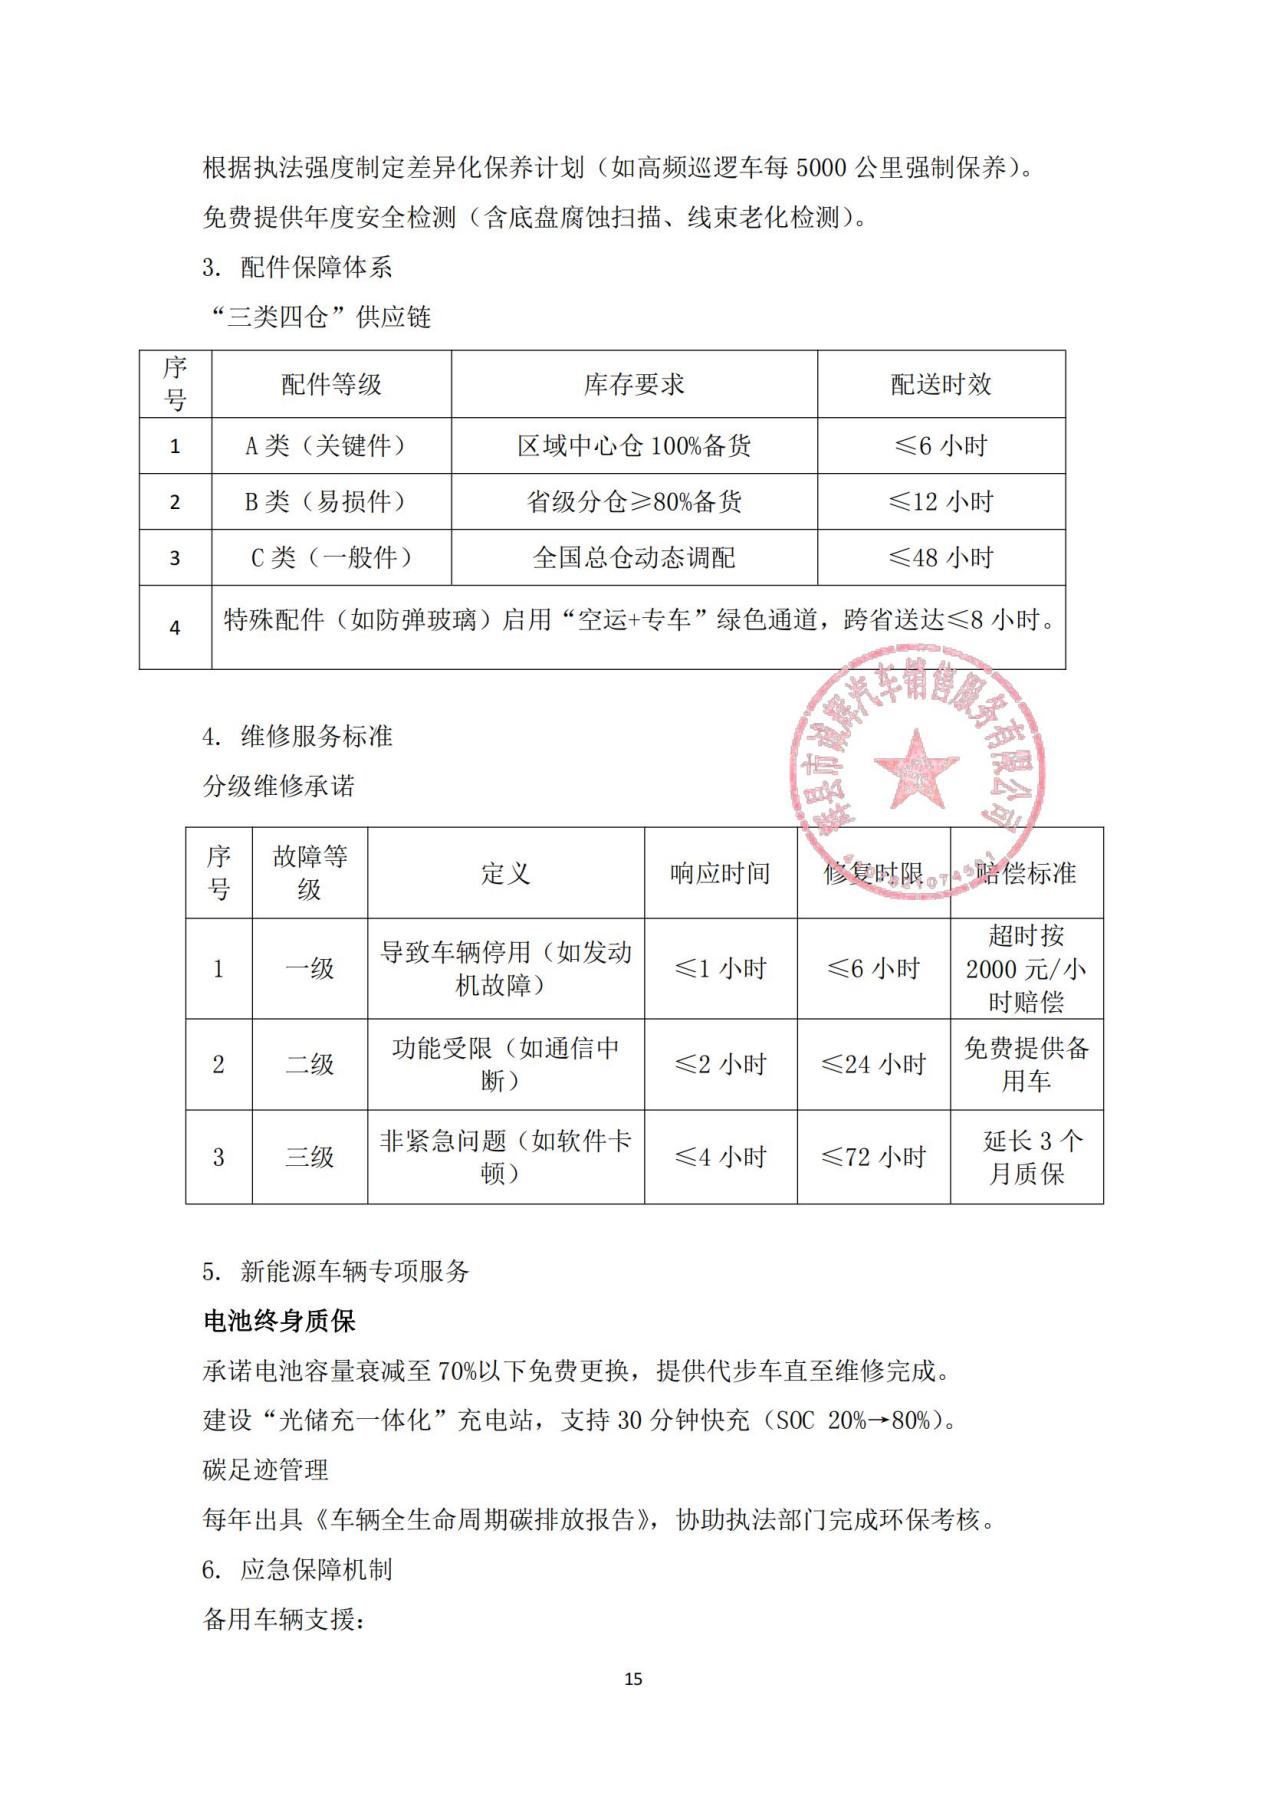 根据执法强度制定差异化保养计划（如高频巡逻车每 5000 公里强制保养）。
免费提供年度安全检测（含底盘腐蚀扫描、线束老化检测）。
3. 配件保障体系
“三类四仓”供应链
序号 配件等级 库存要求 配送时效
1 A 类（关键件） 区域中心仓 100%备货 ≤6 小时
2 B 类（易损件） 省级分仓≥80%备货 ≤12 小时
3 C 类（一般件） 全国总仓动态调配 ≤48 小时
4 特殊配件（如防弹玻璃）启用“空运+专车”绿色通道，跨省送达≤8 小时。
辉县市诚辉汽车销售服务有限公司
4. 维修服务标准
分级维修承诺
序号 故障等级 定义 响应时间 修复时限 赔偿标准
1 一级 导致车辆停用（如发动机故障） ≤1 小时 ≤6 小时 超时按 2000 元/小时赔偿
2 二级 功能受限（如通信中断） ≤2 小时 ≤24 小时 免费提供备用车
3 三级 非紧急问题（如软件卡顿） ≤4 小时 ≤72 小时 延长 3 个月质保
5. 新能源车辆专项服务
电池终身质保
承诺电池容量衰减至 70%以下免费更换，提供代步车直至维修完成。
建设“光储充一体化”充电站，支持 30 分钟快充（SOC 20%→80%）。
碳足迹管理
每年出具《车辆全生命周期碳排放报告》，协助执法部门完成环保考核。
6. 应急保障机制
备用车辆支援：
15